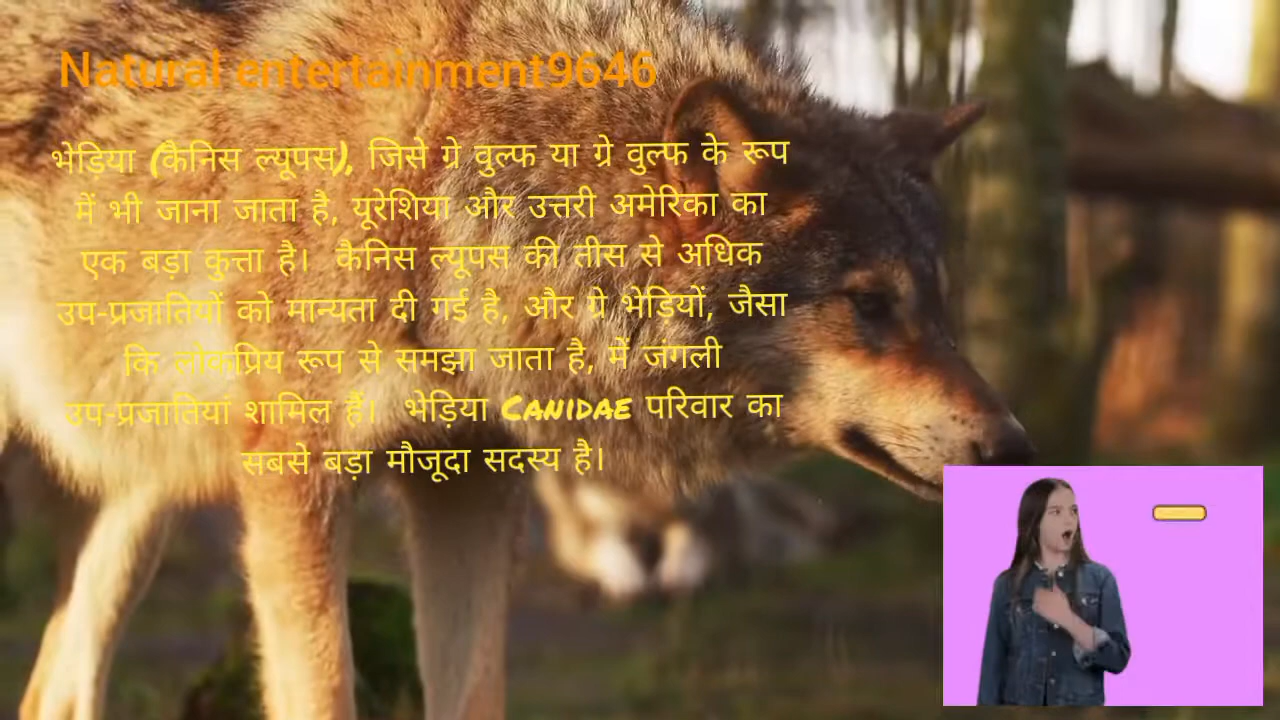 Natural entertainment9646
भेड़िया (कैनिस ल्यूपस), जिसे ग्रे वुल्फ या ग्रे वुल्फ के रूप
में भी जाना जाता है, यूरेशिया और उत्तरी अमेरिका का
एक बड़ा कुत्ता है। कैनिस ल्यूपस की तीस से अधिक
उप-प्रजातियों को मान्यता दी गई है, और ग्रे भेड़ियों, जैसा
कि लोकप्रिय रूप से समझा जाता है, में जंगली
उप-प्रजातियां शामिल हैं। भेड़िया CANIDAE परिवार का
सबसे बड़ा मौजूदा सदस्य है।